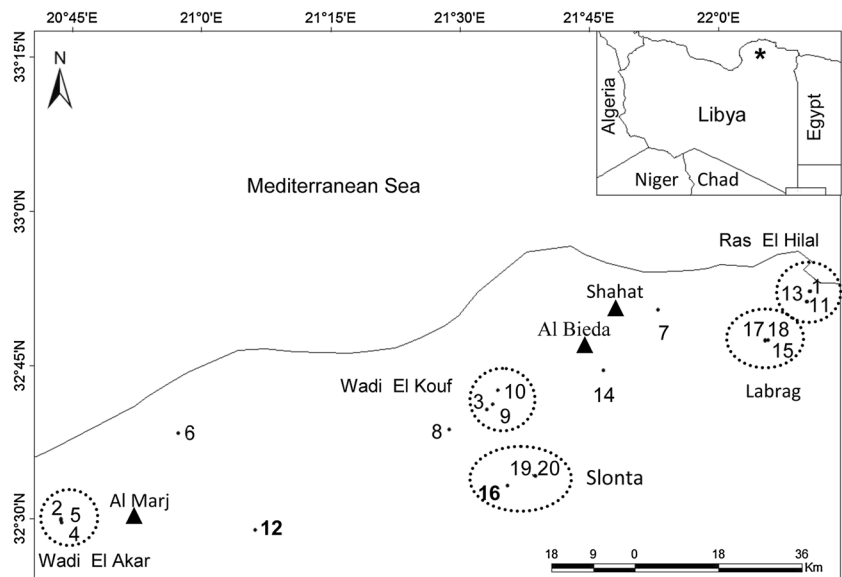 20°45'E 21°0'E 21°15'E 21°30'E 21°45'E 22°0'E
33°15'N
N
Algeria
Libya
Egypt
Niger Chad
*
Mediterranean Sea
33°0'N
Ras El Hilal
1
13
11
Shahat
7
17 18
15
Labrag
Al Bieda
14
32°45'N
Wadi El Kouf
10
3
9
6
8
19 20
16
Slonta
Al Marj
2 5
4
12
32°30'N
Wadi El Akar
18 9 0 18 36
Km